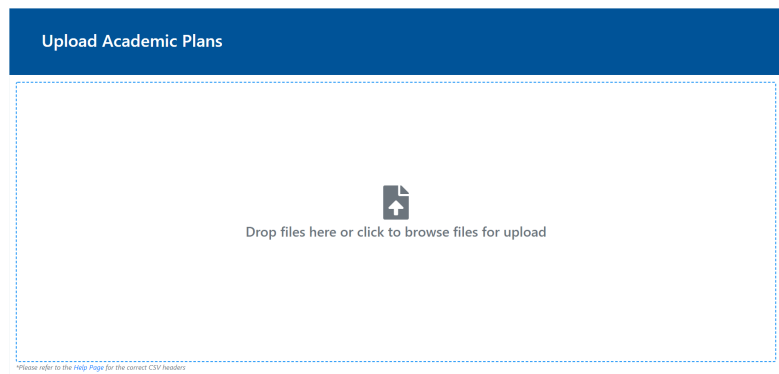 Upload Academic Plans
Drop files here or click to browse files for upload
*Please refer to the Help Page for the correct CSV headers